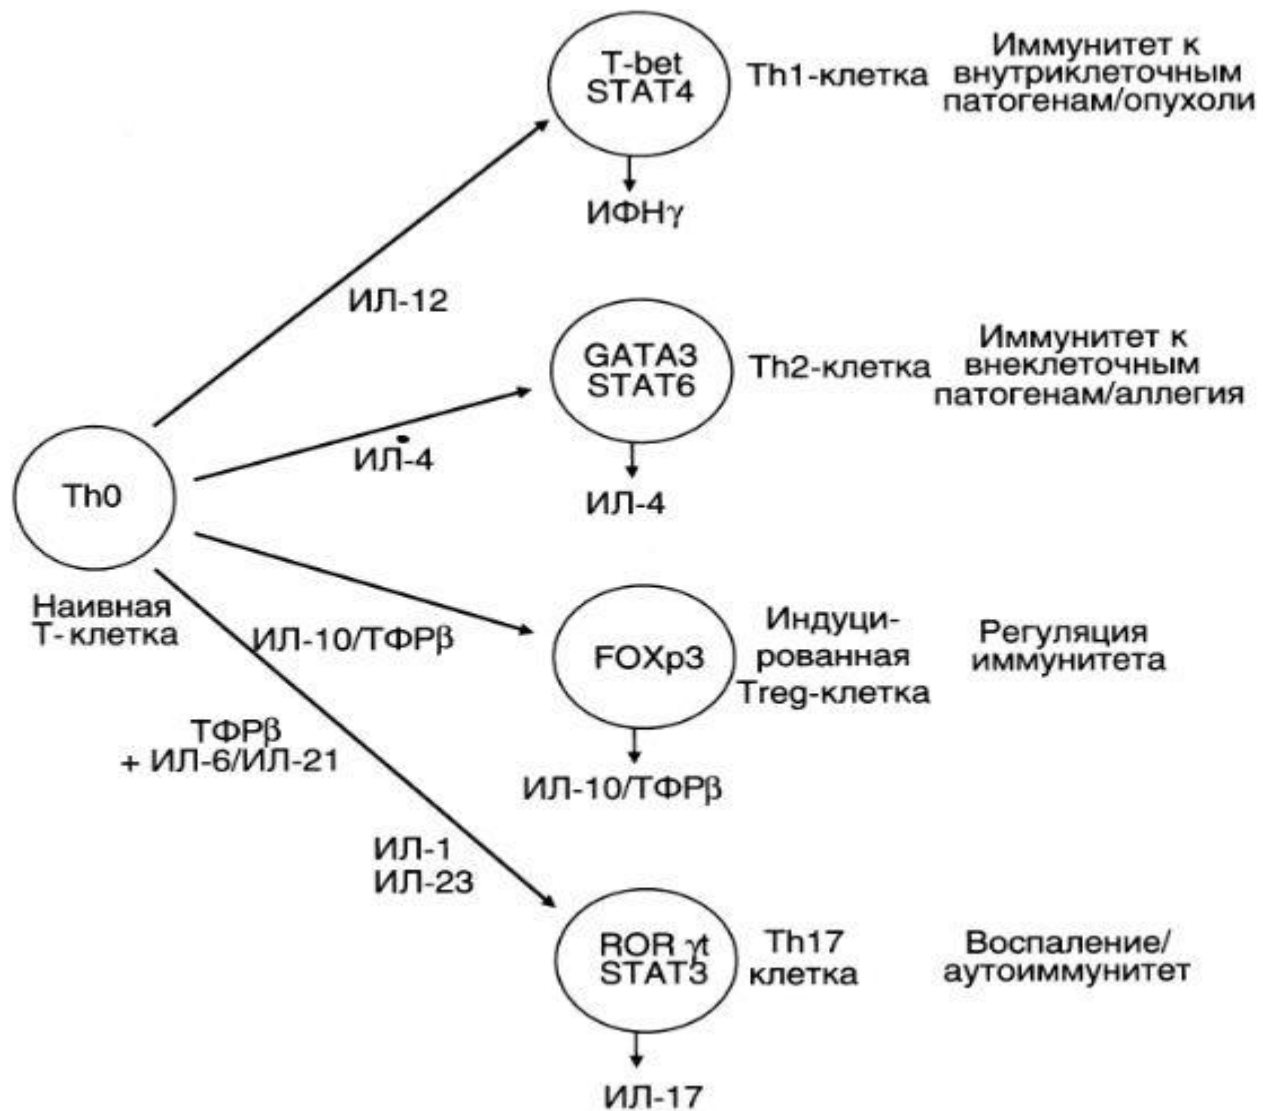 T-bet
STAT4
Th1-клетка
Иммунитет к
внутриклеточным
патогенам/опухоли
ИФНγ
ИЛ-12
GATA3
STAT6
Th2-клетка
Иммунитет к
внеклеточным
патогенам/аллегия
ИЛ-4
ИЛ-4
Th0
Наивная
Т-клетка
ИЛ-10/ТФРβ
FOXp3
Индуци-
рованная
Treg-клетка
Регуляция
иммунитета
ИЛ-10/ТФРβ
ТФРβ
+ ИЛ-6/ИЛ-21
ИЛ-1
ИЛ-23
ROR γt
STAT3
Th17
клетка
Воспаление/
аутоиммунитет
ИЛ-17